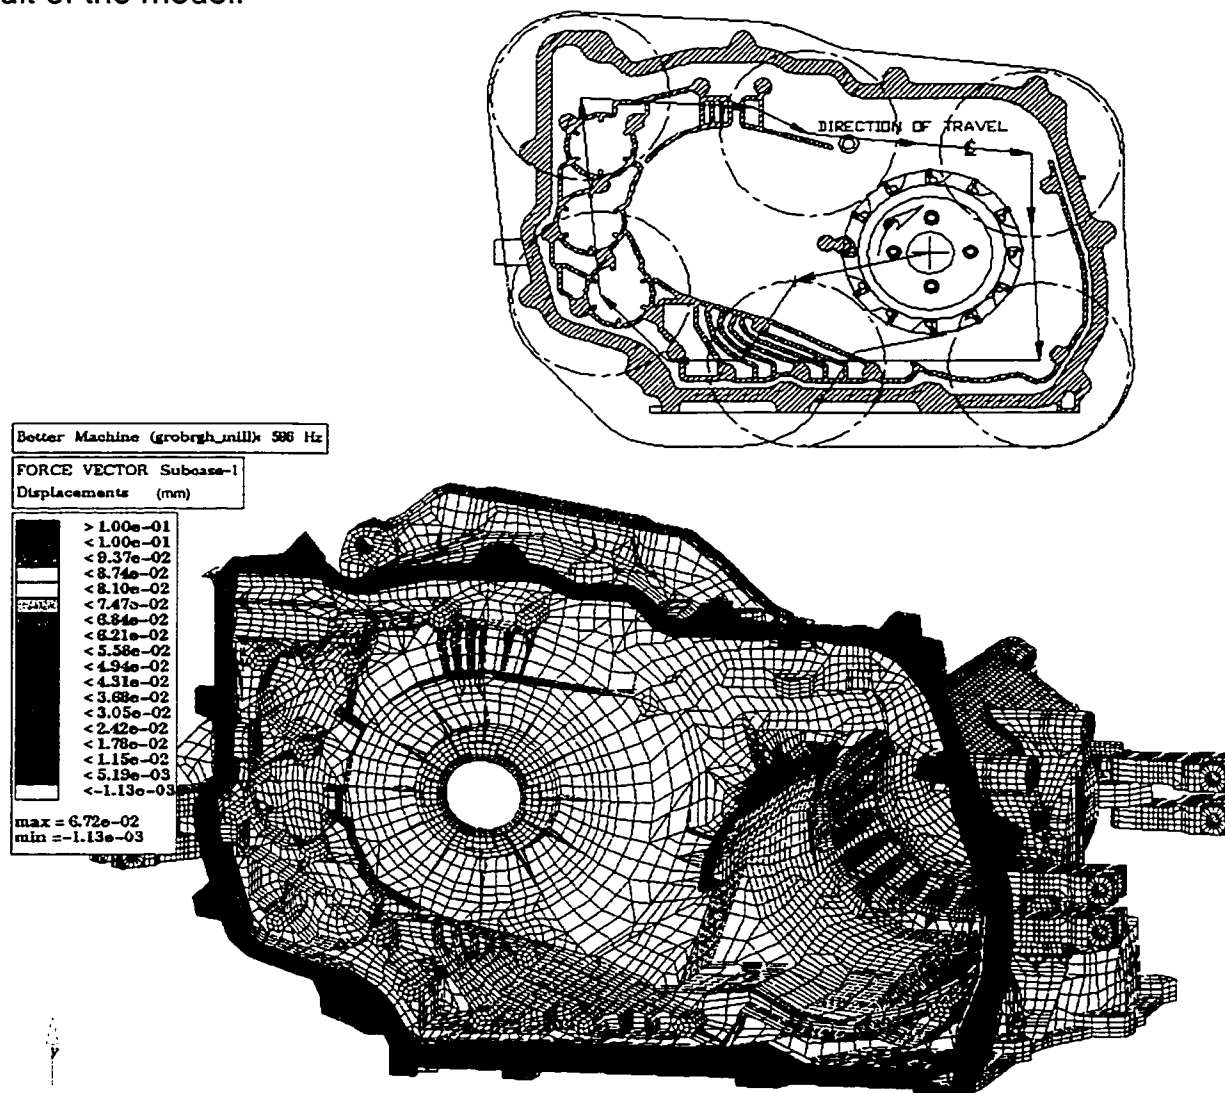 DIRECTION OF TRAVEL
Better Machine (grobrgh_mill): 596 Hz
FORCE VECTOR Subcase-1
Displacements (mm)
> 1.00e-01
< 1.00e-01
< 9.37e-02
< 8.74e-02
< 8.10e-02
< 7.47e-02
< 6.84e-02
< 6.21e-02
< 5.58e-02
< 4.94e-02
< 4.31e-02
< 3.68e-02
< 3.05e-02
< 2.42e-02
< 1.78e-02
< 1.15e-02
< 5.19e-03
<-1.13e-03
max = 6.72e-02
min =-1.13e-03